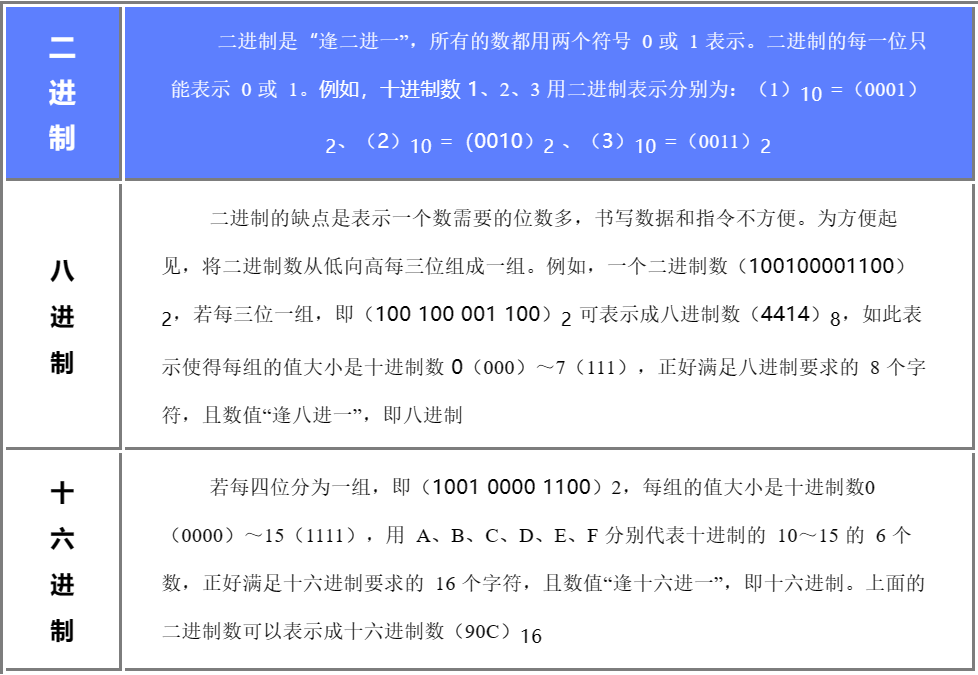 二
进
制
二进制是“逢二进一”，所有的数都用两个符号 0 或 1 表示。二进制的每一位只
能表示 0 或 1。例如，十进制数 1、2、3 用二进制表示分别为：（1）10 =（0001）
2、（2）10 =（0010）2 、（3）10 =（0011）2
八
进
制
二进制的缺点是表示一个数需要的位数多，书写数据和指令不方便。为方便起
见，将二进制数从低向高每三位组成一组。例如，一个二进制数（100100001100）
2，若每三位一组，即（100 100 001 100）2 可表示成八进制数（4414）8，如此表
示使得每组的值大小是十进制数 0（000）～7（111），正好满足八进制要求的 8 个字
符，且数值“逢八进一”，即八进制
十
六
进
制
若每四位分为一组，即（1001 0000 1100）2，每组的值大小是十进制数0
（0000）～15（1111），用 A、B、C、D、E、F 分别代表十进制的 10～15 的 6 个
数，正好满足十六进制要求的 16 个字符，且数值“逢十六进一”，即十六进制。上面的
二进制数可以表示成十六进制数（90C）16